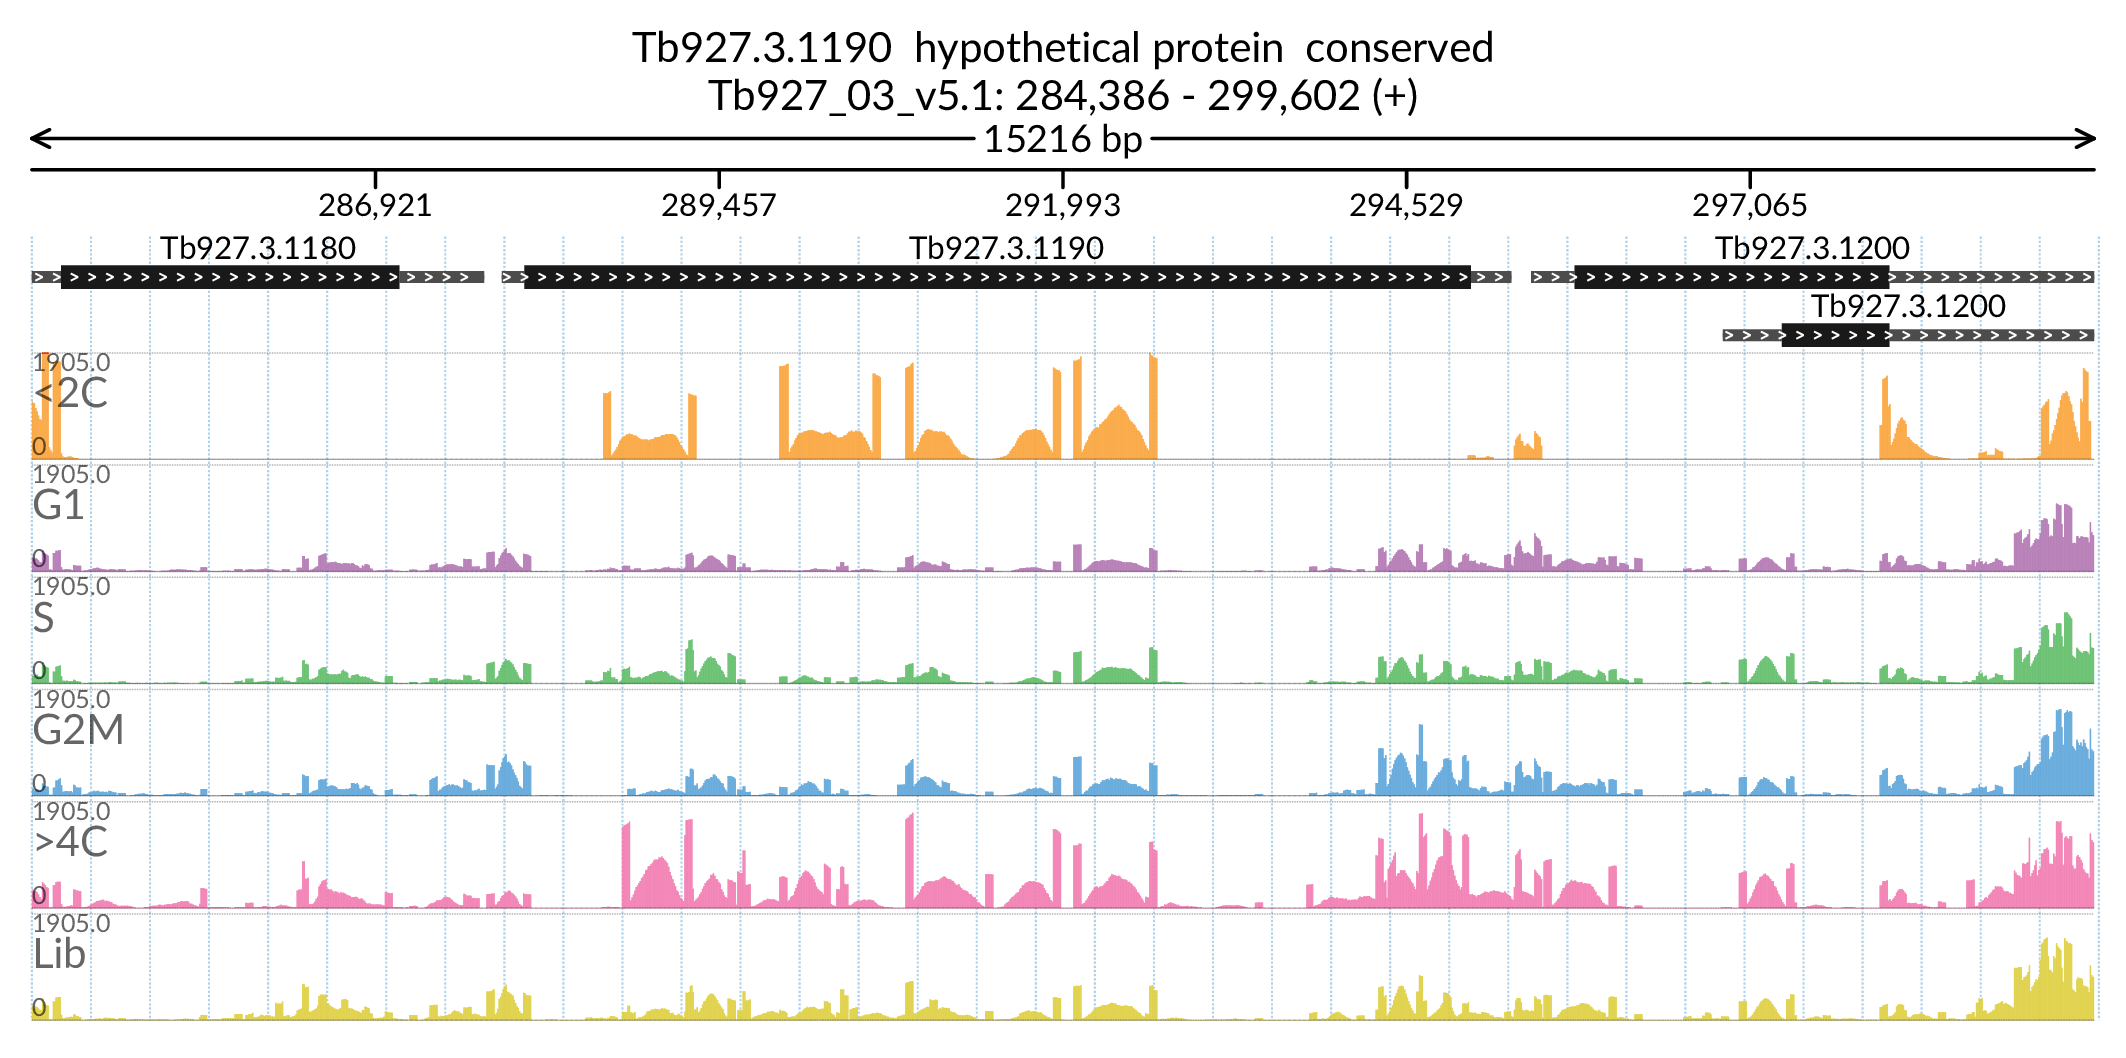 Tb927.3.1190  hypothetical protein  conserved
Tb927_03_v5.1: 284,386 - 299,602 (+)
15216 bp
286,921 289,457 291,993 294,529 297,065
Tb927.3.1180 Tb927.3.1190 Tb927.3.1200
Tb927.3.1200
1905.0
<2C
0
1905.0
G1
0
1905.0
S
0
1905.0
G2M
0
1905.0
>4C
0
1905.0
Lib
0